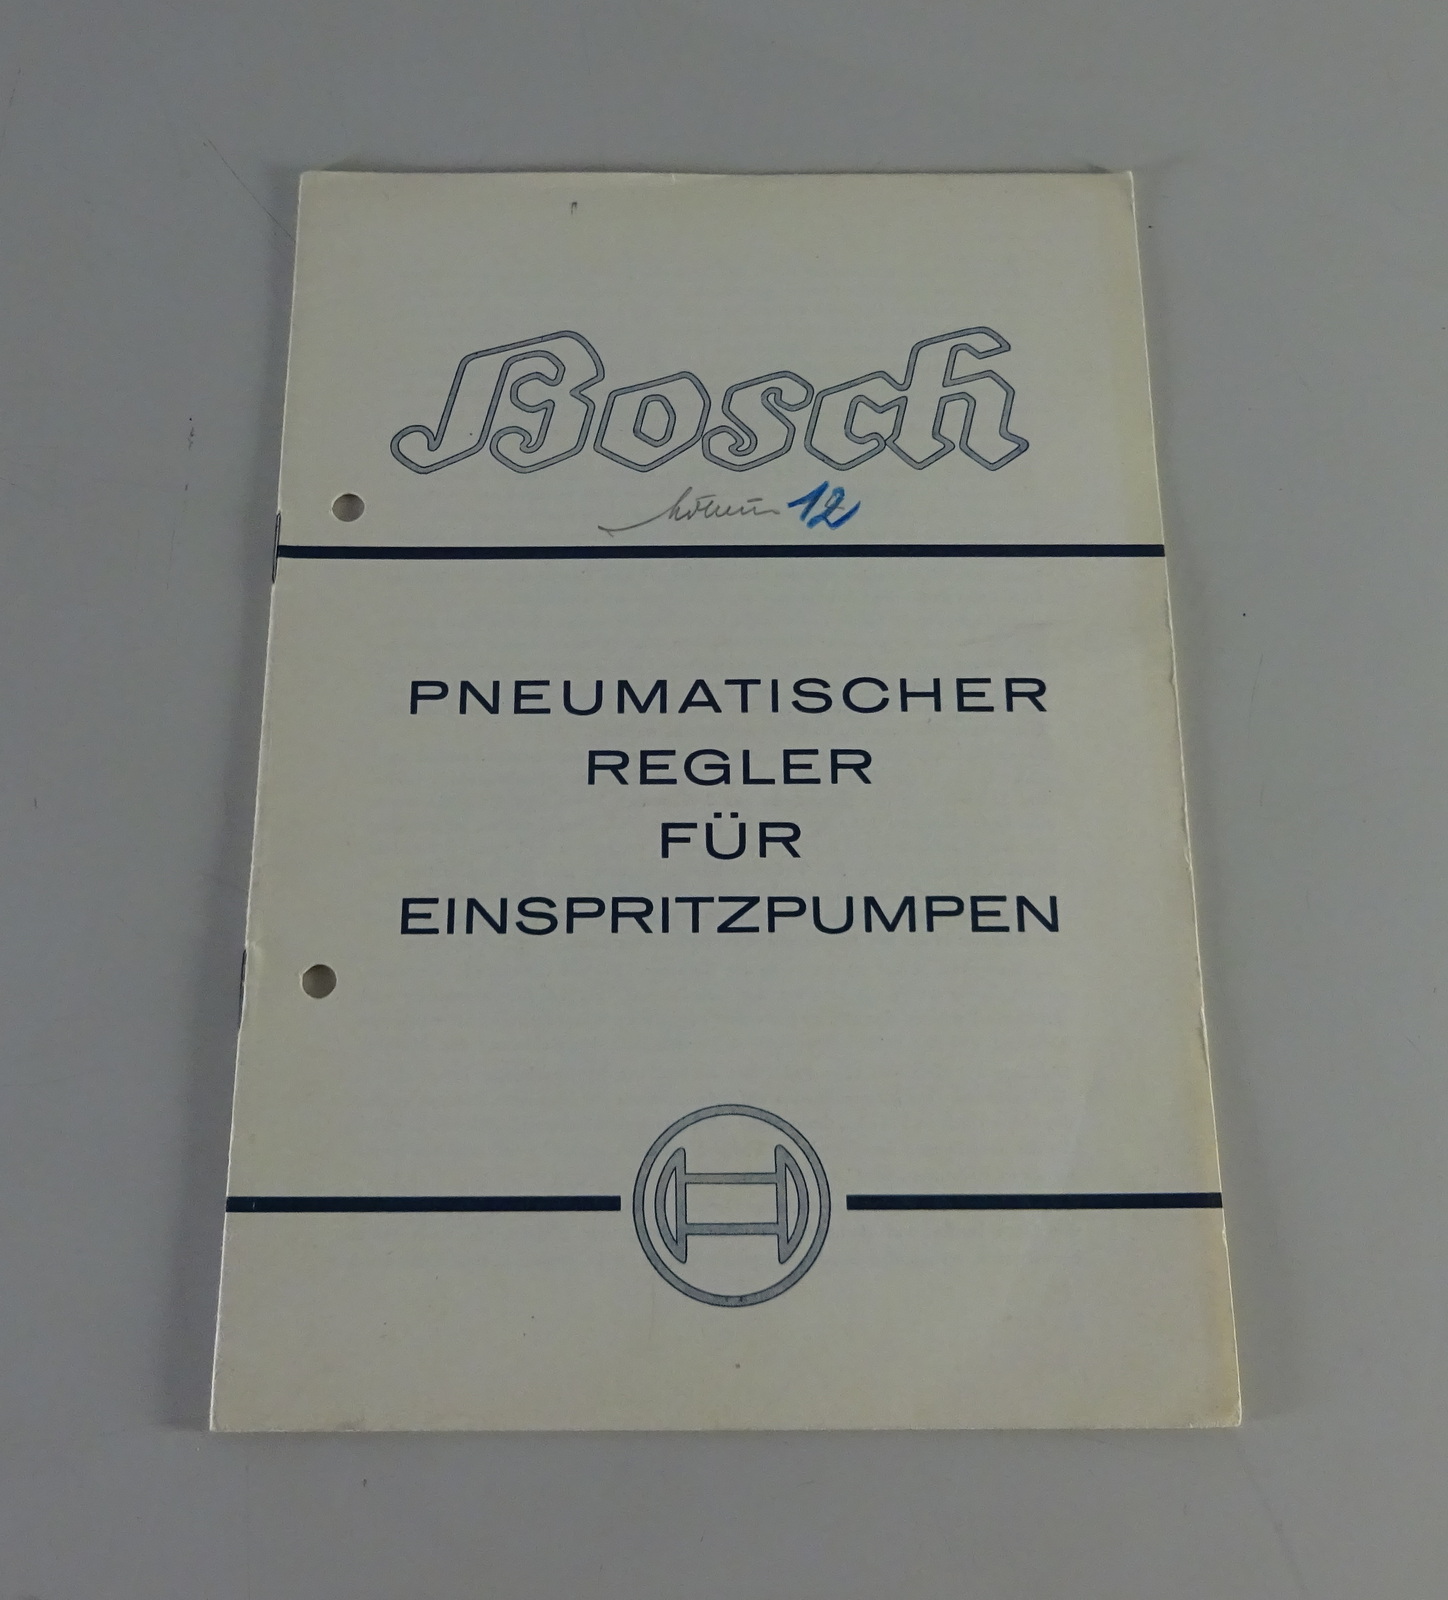 Bosch
12
PNEUMATISCHER
REGLER
FÜR
EINSPRITZPUMPEN